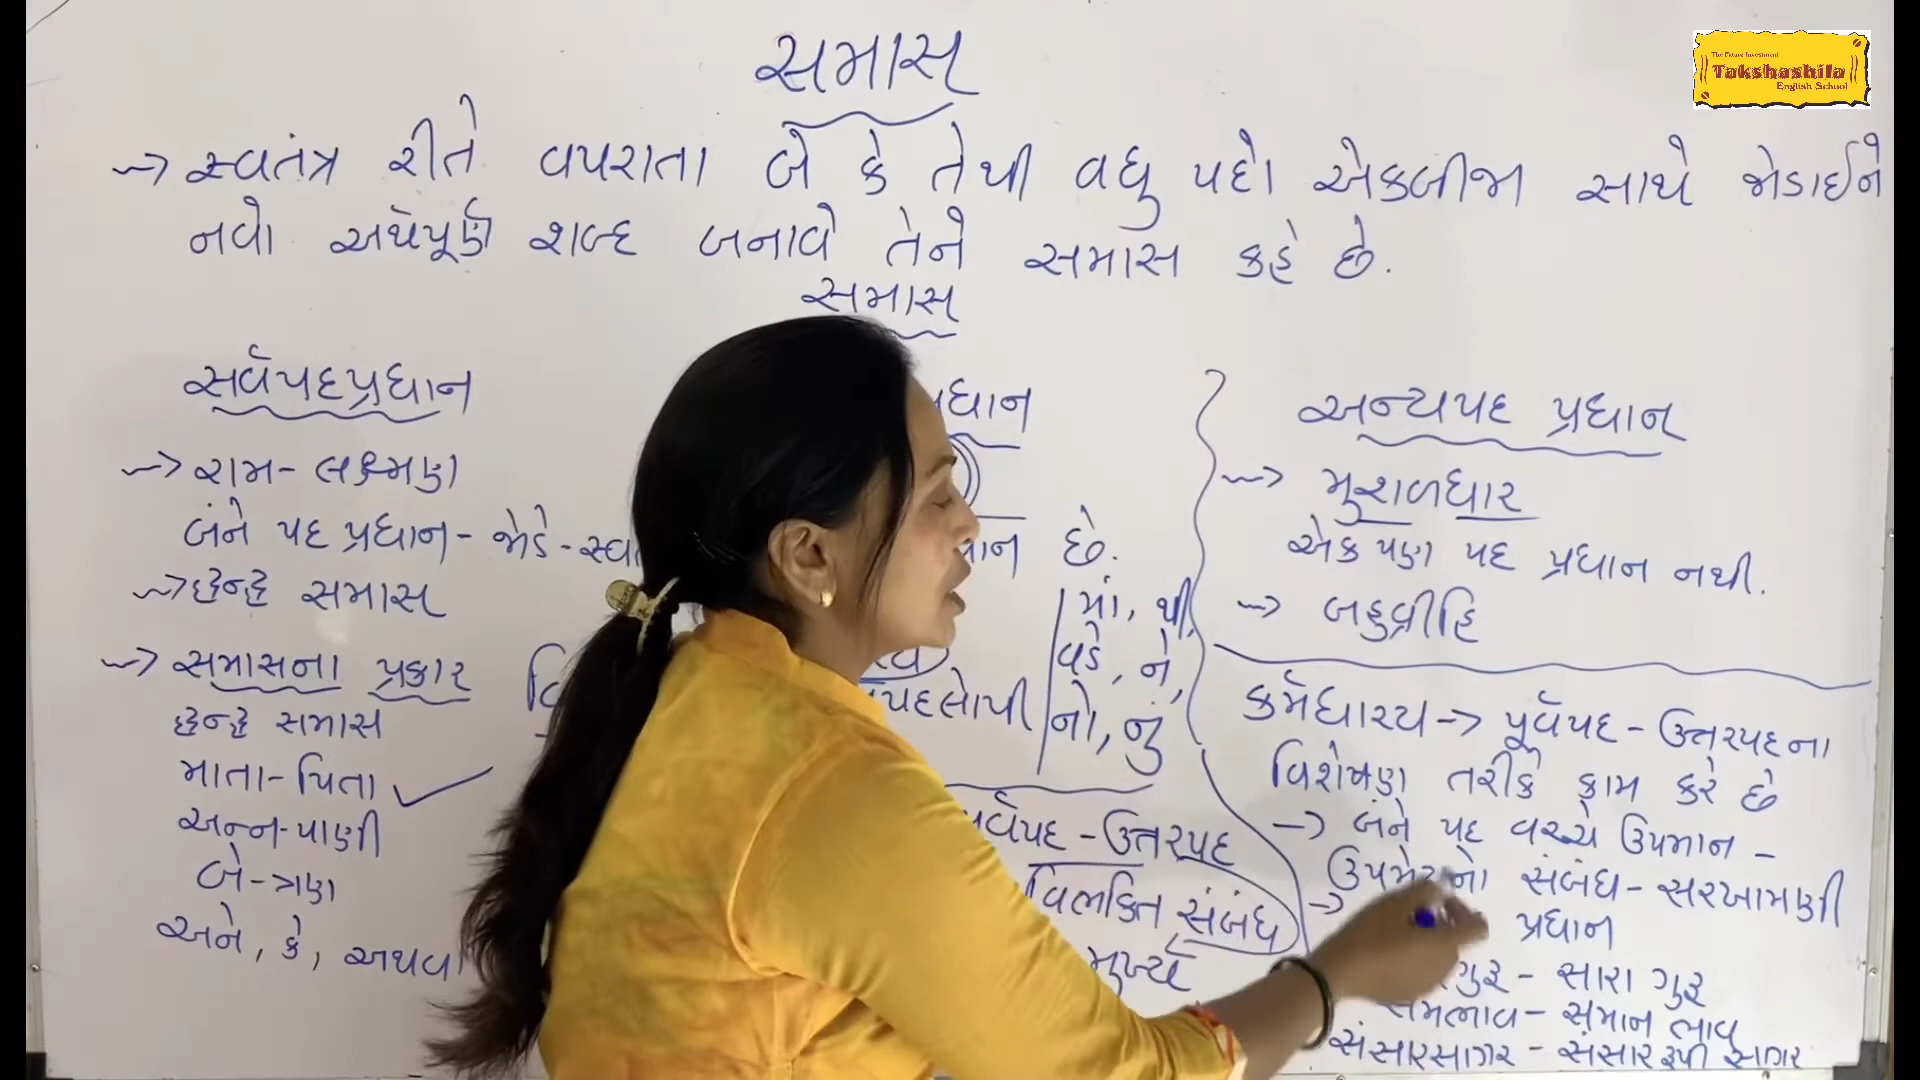 સમાસ
The Future Investment
Takshashila
English School
સ્વતંત્ર રીતે વપરાતા બે કે તેથી વધુ પદો એકબીજા સાથે જોડાઈને
નવો અર્થપૂર્ણ શબ્દ બનાવે તેને સમાસ કહે છે.
સમાસ
સર્વપદપ્રધાન
→ રામ - લક્ષ્મણ
બંને પદ પ્રધાન - જોડે -
→ દ્વન્દ્વ સમાસ
→ સમાસના પ્રકાર
દ્વન્દ્વ સમાસ
માતા - પિતા ✓
અન્ન - પાણી
બે - ત્રણ
અને, કે, અથવા
છે.
માં, થી,
વડે, ને,
નો, નું
- ઉત્તરપદ
વિભક્તિ સંબંધ
મુખ્ય
અન્યપદ પ્રધાન
→ મુશળધાર
એક પણ પદ પ્રધાન નથી.
→ બહુવ્રીહિ
કર્મધારય → પૂર્વપદ - ઉત્તરપદના
વિશેષણ તરીકે કામ કરે છે
→ બંને પદ વચ્ચે ઉપમાન -
ઉપમેયનો સંબંધ - સરખામણી
→ પ્રધાન
ગુરૂ - સારા ગુરૂ
સમભાવ - સમાન ભાવ
સંસારસાગર - સંસાર રૂપી સાગર